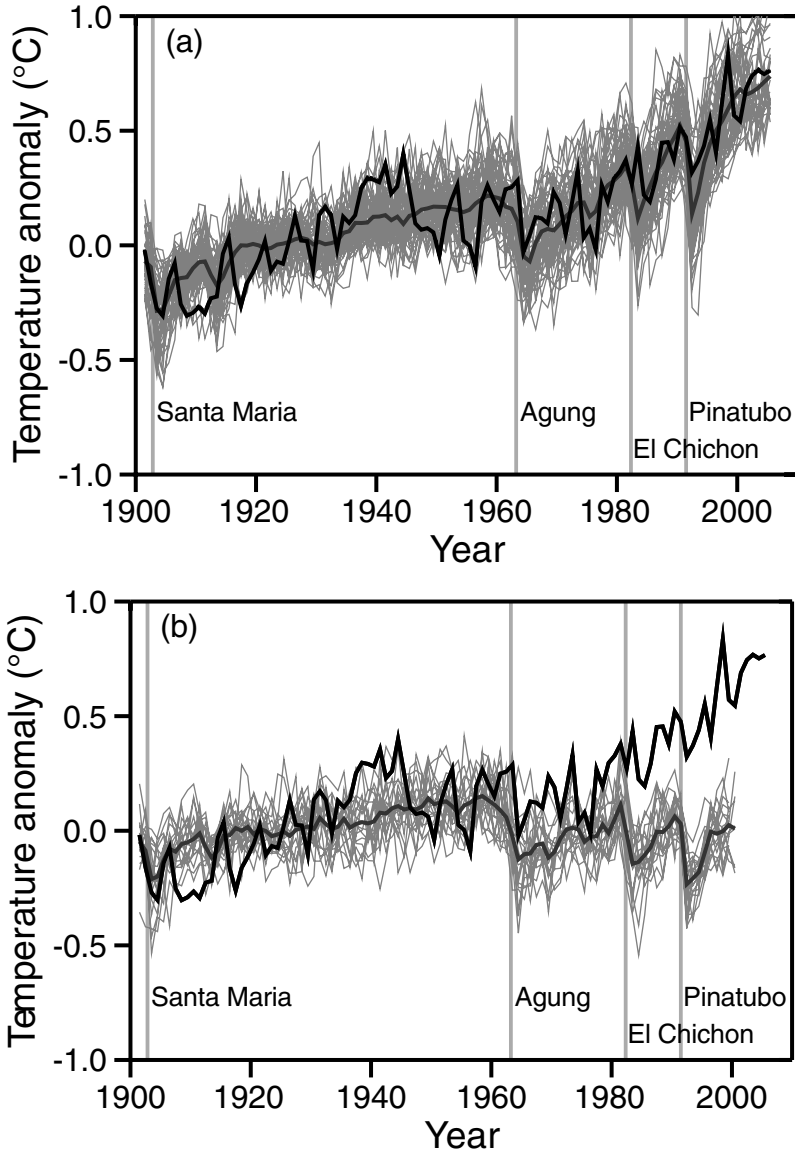 (a)
Temperature anomaly (°C)
1.0
0.5
0.0
-0.5
-1.0
Santa Maria
Agung
Pinatubo
El Chichon
1900 1920 1940 1960 1980 2000
Year
(b)
Temperature anomaly (°C)
1.0
0.5
0.0
-0.5
-1.0
Santa Maria
Agung
Pinatubo
El Chichon
1900 1920 1940 1960 1980 2000
Year